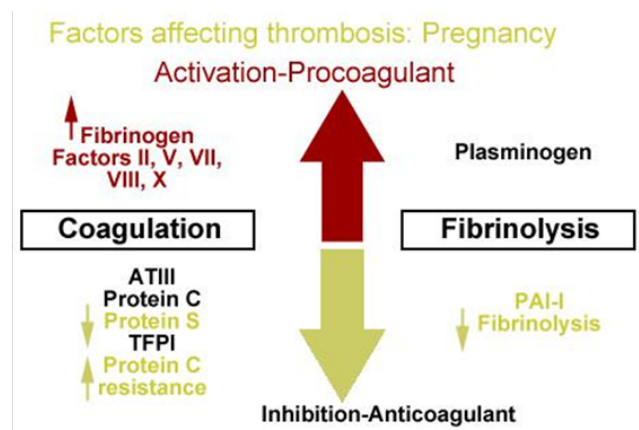 Factors affecting thrombosis: Pregnancy
Activation-Procoagulant
Fibrinogen
Factors II, V, VII,
VIII, X
Plasminogen
Coagulation
Fibrinolysis
ATIII
Protein C
Protein S
TFPI
Protein C
resistance
PAI-I
Fibrinolysis
Inhibition-Anticoagulant